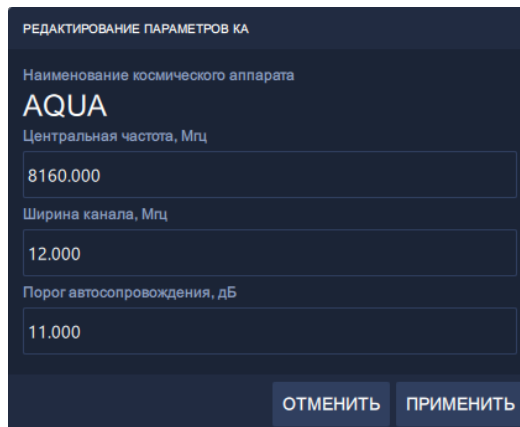 РЕДАКТИРОВАНИЕ ПАРАМЕТРОВ КА
Наименование космического аппарата
AQUA
Центральная частота, Мгц
8160.000
Ширина канала, Мгц
12.000
Порог автосопровождения, дБ
11.000
ОТМЕНИТЬ ПРИМЕНИТЬ